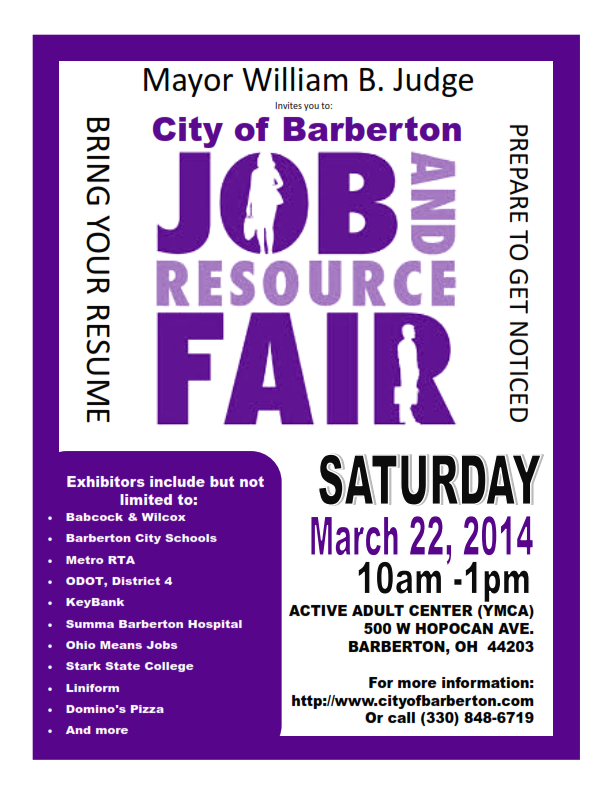 Mayor William B. Judge
Invites you to:
City of Barberton
BRING YOUR RESUME
JOB AND
RESOURCE
FAIR
PREPARE TO GET NOTICED
Exhibitors include but not
limited to:
• Babcock & Wilcox
• Barberton City Schools
• Metro RTA
• ODOT, District 4
• KeyBank
• Summa Barberton Hospital
• Ohio Means Jobs
• Stark State College
• Liniform
• Domino's Pizza
• And more
SATURDAY
March 22, 2014
10am -1pm
ACTIVE ADULT CENTER (YMCA)
500 W HOPOCAN AVE.
BARBERTON, OH 44203
For more information:
http://www.cityofbarberton.com
Or call (330) 848-6719